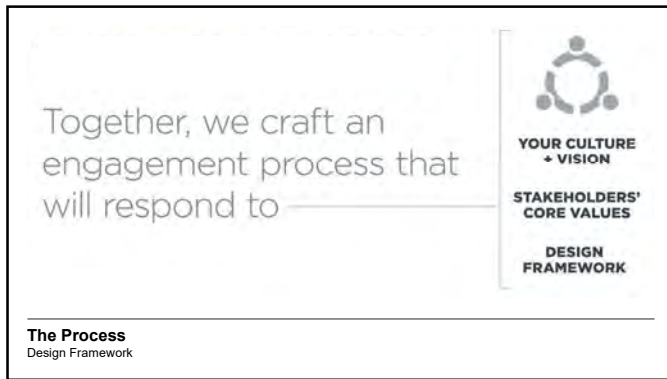 Together, we craft an
engagement process that
will respond to
YOUR CULTURE
+ VISION
STAKEHOLDERS'
CORE VALUES
DESIGN
FRAMEWORK
The Process
Design Framework